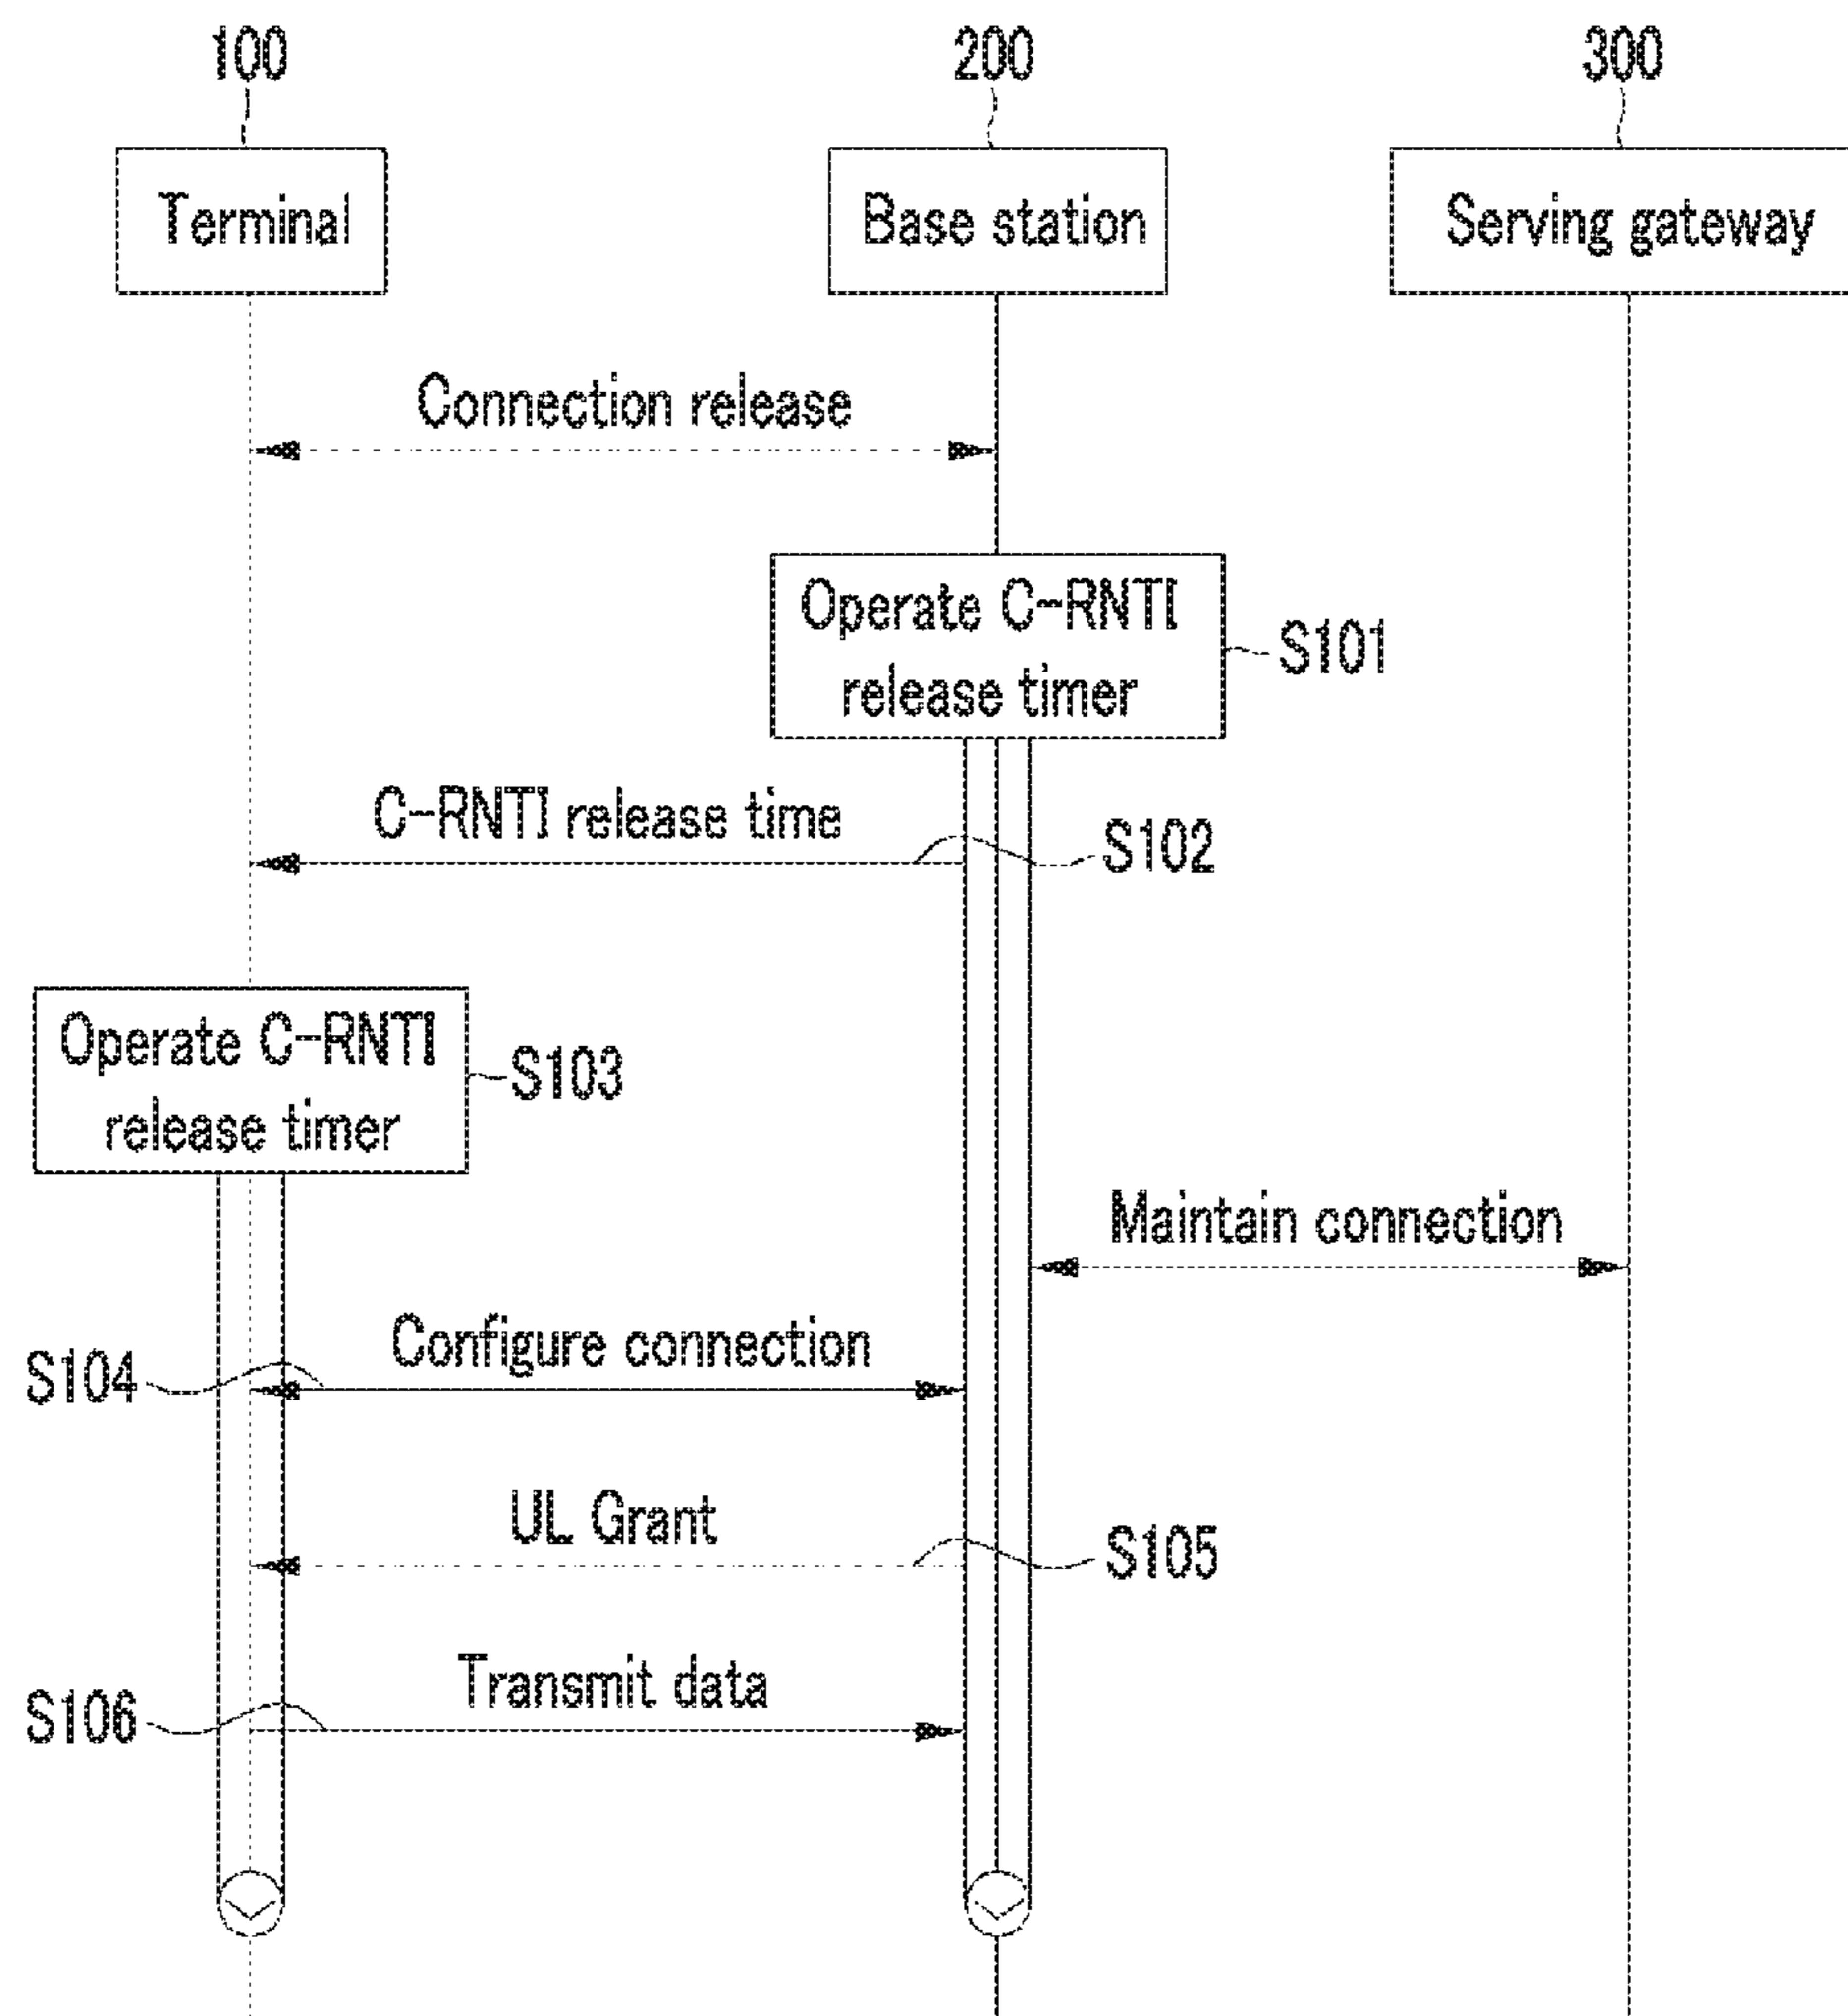 100
200
300
Terminal
Base station
Serving gateway
Connection release
Operate C-RNTI
release timer
S101
C-RNTI release time
S102
Operate C-RNTI
release timer
S103
Maintain connection
Configure connection
S104
UL Grant
S105
Transmit data
S106